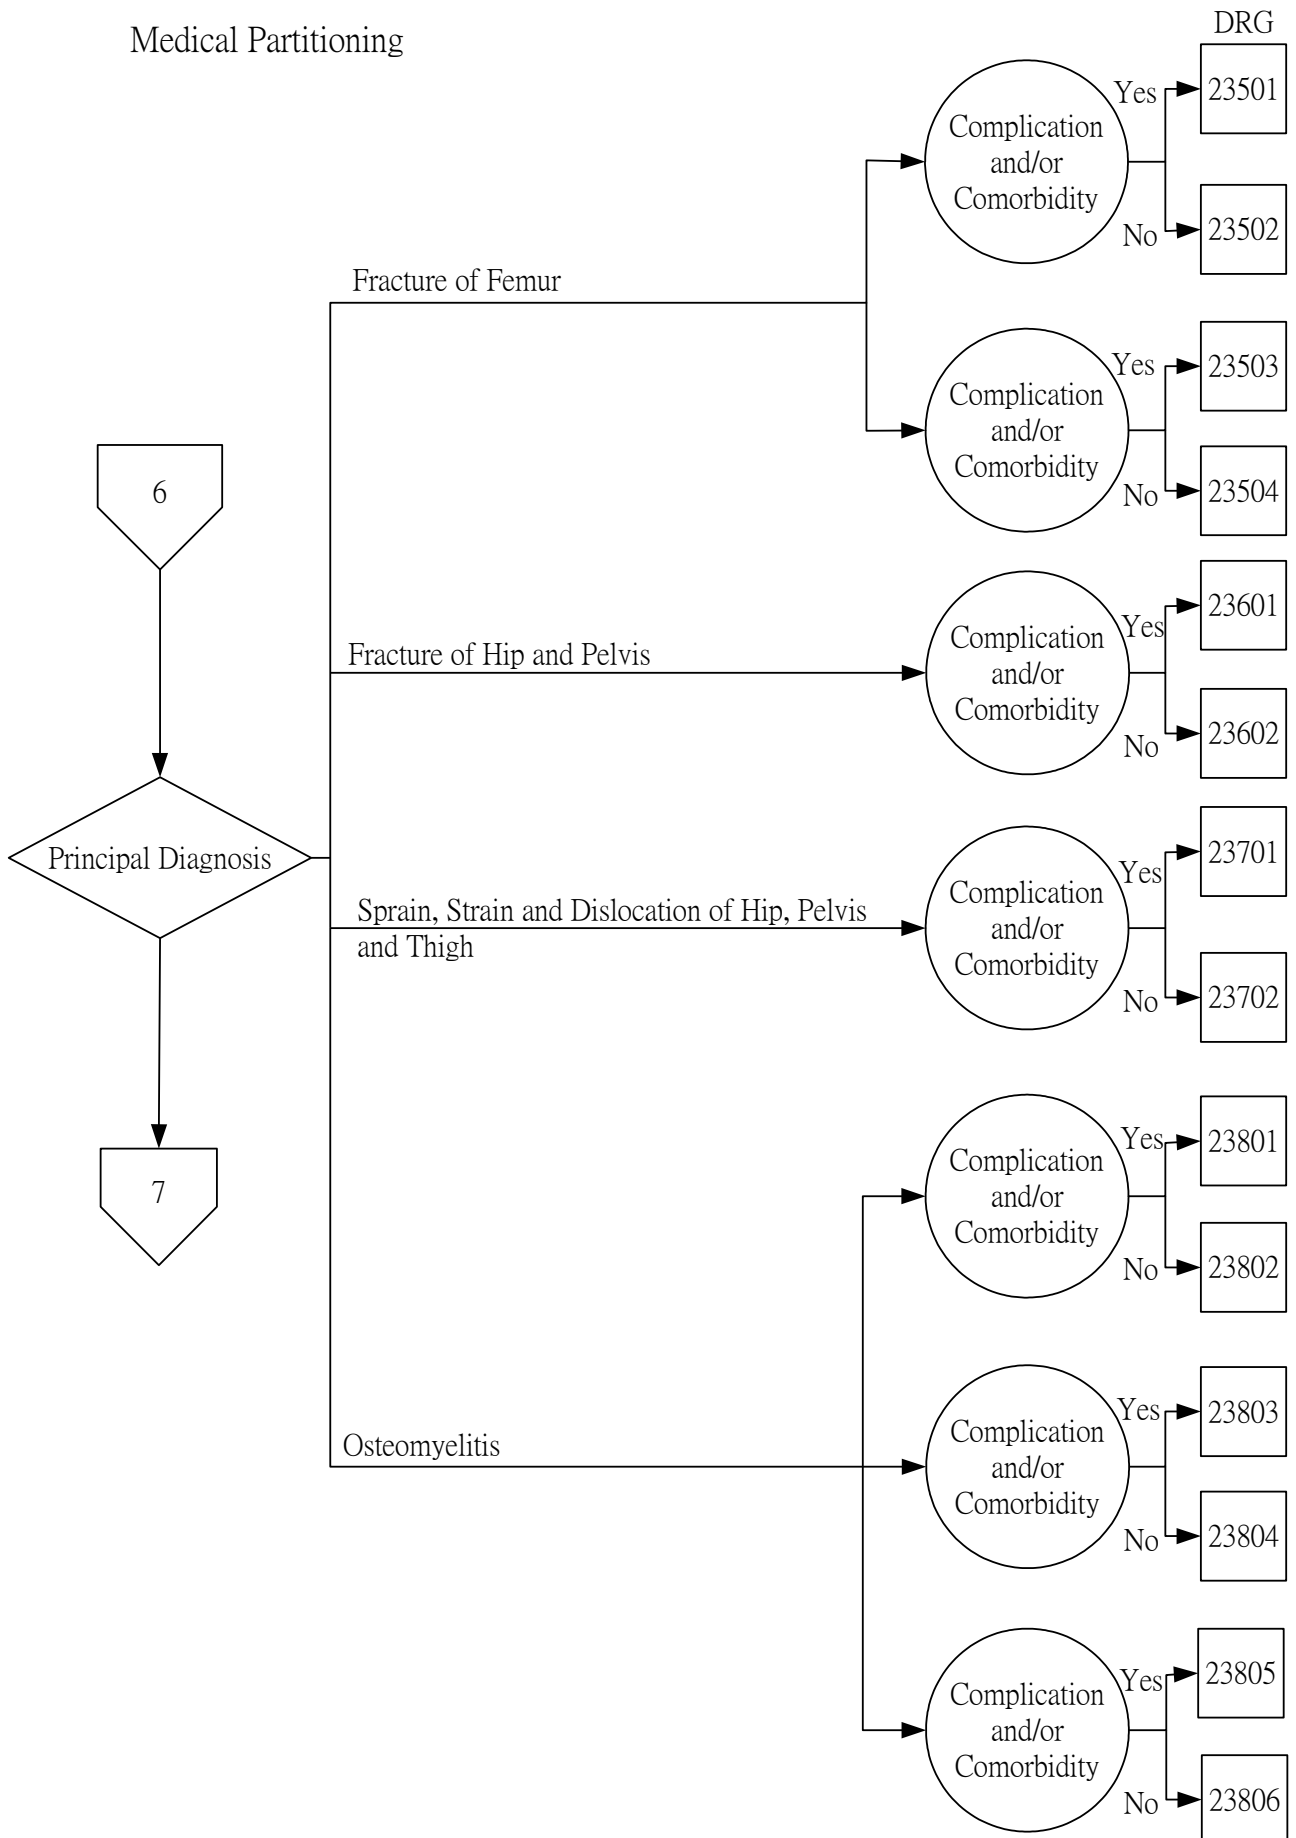 DRG
Medical Partitioning
Yes
23501
Complication
and/or
Comorbidity
No
23502
Fracture of Femur
Yes
23503
Complication
and/or
Comorbidity
No
23504
6
Yes
23601
Fracture of Hip and Pelvis
Complication
and/or
Comorbidity
No
23602
Principal Diagnosis
Yes
23701
Sprain, Strain and Dislocation of Hip, Pelvis
and Thigh
Complication
and/or
Comorbidity
No
23702
7
Yes
23801
Complication
and/or
Comorbidity
No
23802
Osteomyelitis
Yes
23803
Complication
and/or
Comorbidity
No
23804
Yes
23805
Complication
and/or
Comorbidity
No
23806